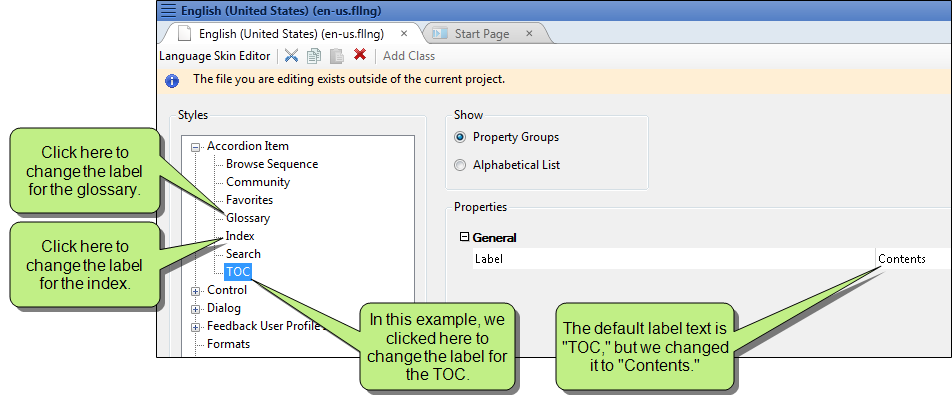 English (United States) (en-us.fllng)
English (United States) (en-us.fllng)
Start Page
Language Skin Editor
Add Class
The file you are editing exists outside of the current project.
Styles
Accordion Item
Browse Sequence
Community
Favorites
Glossary
Index
Search
TOC
Control
Dialog
Feedback User Profile
Formats
Show
Property Groups
Alphabetical List
Properties
General
Label
Contents
Click here to
change the label
for the glossary.
Click here to
change the label
for the index.
In this example, we
clicked here to
change the label for
the TOC.
The default label text is
"TOC," but we changed
it to "Contents."